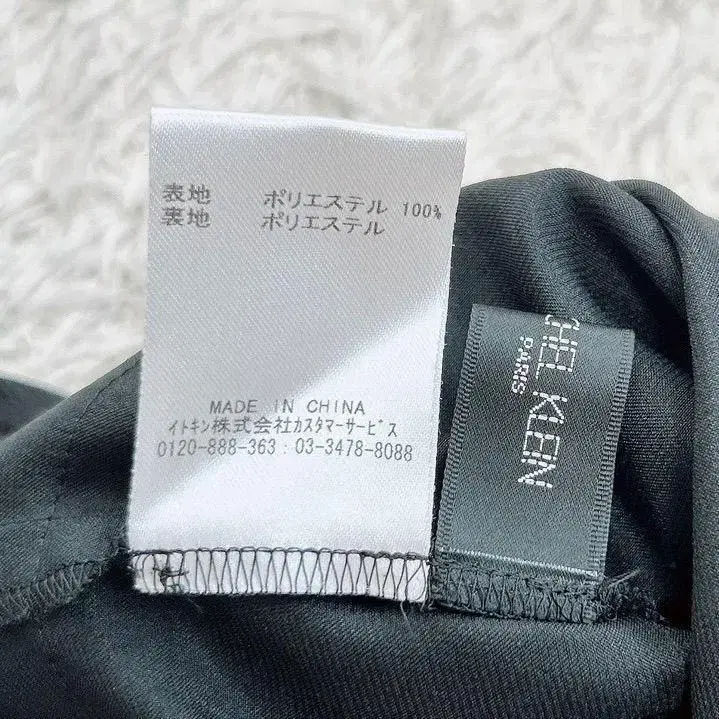 表地 ポリエステル 100%
裏地 ポリエステル
MADE IN CHINA
イトキン株式会社カスタマーサービス
0120-888-363 : 03-3478-8088
CHEL KLEIN
PARIS